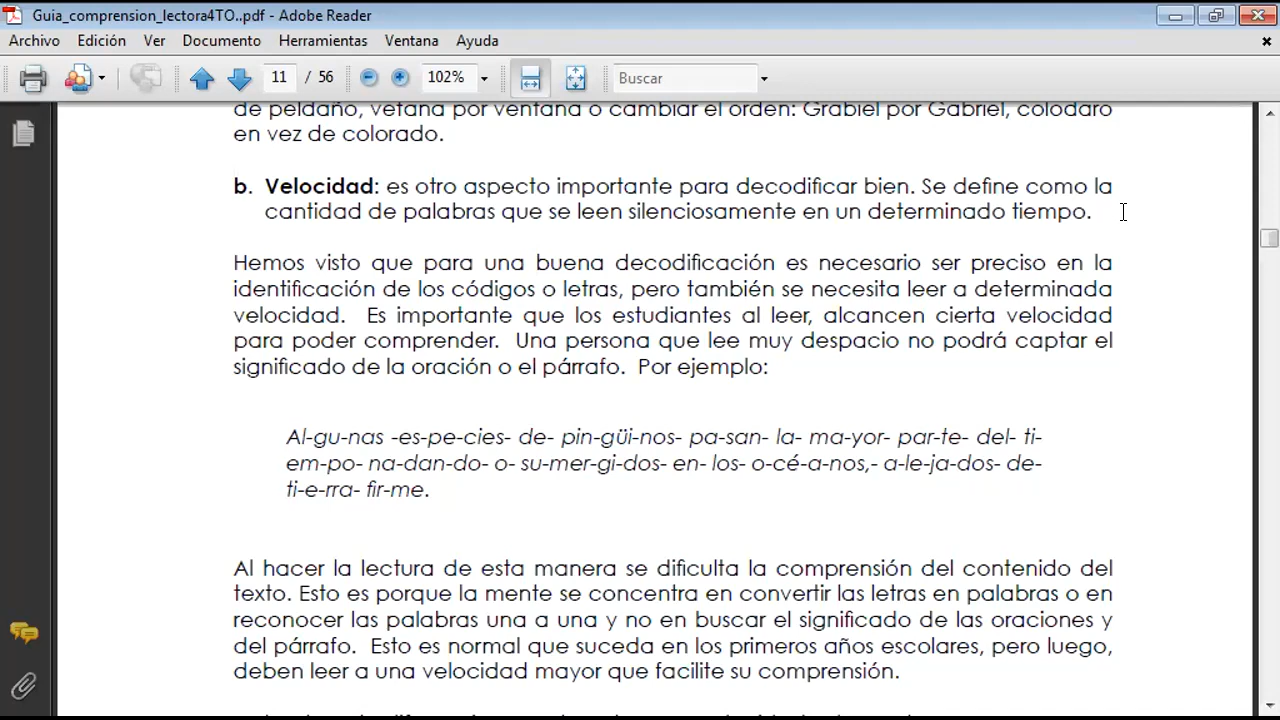 Guia_comprension_lectora4TO..pdf - Adobe Reader
Archivo Edición Ver Documento Herramientas Ventana Ayuda
11 / 56 102% Buscar
de peldaño, vetana por ventana o cambiar el orden: Grabiel por Gabriel, colodaro
en vez de colorado.
b. Velocidad: es otro aspecto importante para decodificar bien. Se define como la
cantidad de palabras que se leen silenciosamente en un determinado tiempo.
Hemos visto que para una buena decodificación es necesario ser preciso en la
identificación de los códigos o letras, pero también se necesita leer a determinada
velocidad. Es importante que los estudiantes al leer, alcancen cierta velocidad
para poder comprender. Una persona que lee muy despacio no podrá captar el
significado de la oración o el párrafo. Por ejemplo:
Al-gu-nas -es-pe-cies- de- pin-güi-nos- pa-san- la- ma-yor- par-te- del- ti-
em-po- na-dan-do- o- su-mer-gi-dos- en- los- o-cé-a-nos,- a-le-ja-dos- de-
ti-e-rra- fir-me.
Al hacer la lectura de esta manera se dificulta la comprensión del contenido del
texto. Esto es porque la mente se concentra en convertir las letras en palabras o en
reconocer las palabras una a una y no en buscar el significado de las oraciones y
del párrafo. Esto es normal que suceda en los primeros años escolares, pero luego,
deben leer a una velocidad mayor que facilite su comprensión.